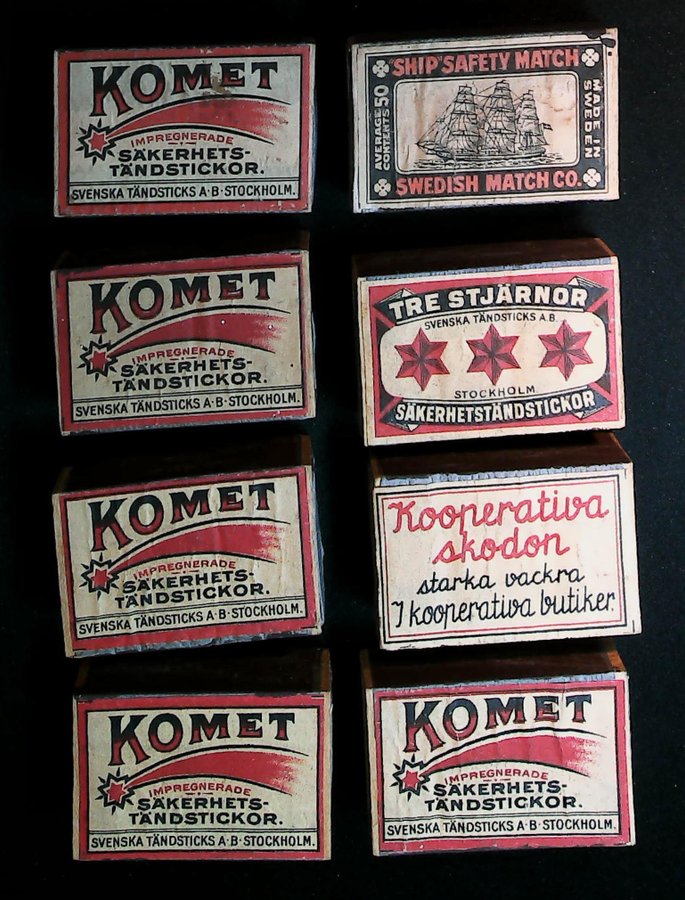 KOMET
IMPREGNERADE
SÄKERHETS-
TÄNDSTICKOR.
SVENSKA TÄNDSTICKS A·B·STOCKHOLM.
"SHIP" SAFETY MATCH
AVERAGE
CONTENTS 50
MADE IN
SWEDEN
SWEDISH MATCH CO.
KOMET
IMPREGNERADE
SÄKERHETS-
TÄNDSTICKOR.
SVENSKA TÄNDSTICKS A·B·STOCKHOLM.
TRE STJÄRNOR
SVENSKA TÄNDSTICKS A.B.
STOCKHOLM
SÄKERHETSTÄNDSTICKOR
KOMET
IMPREGNERADE
SÄKERHETS-
TÄNDSTICKOR.
SVENSKA TÄNDSTICKS A·B·STOCKHOLM.
Kooperativa
skodon
starka vackra
I kooperativa butiker.
KOMET
IMPREGNERADE
SÄKERHETS-
TÄNDSTICKOR.
SVENSKA TÄNDSTICKS A·B·STOCKHOLM.
KOMET
IMPREGNERADE
SÄKERHETS-
TÄNDSTICKOR.
SVENSKA TÄNDSTICKS A·B·STOCKHOLM.